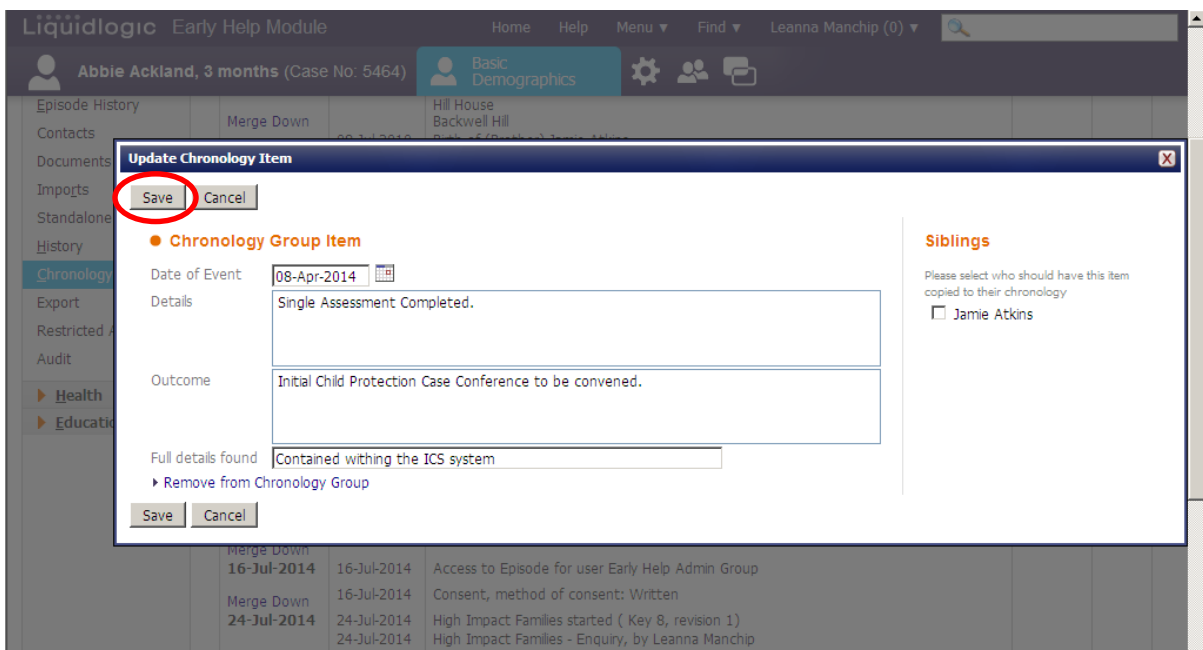 Liquidlogic Early Help Module Home Help Menu ▼ Find ▼ Leanna Manchip (0) ▼
Abbie Ackland, 3 months (Case No: 5464) Basic Demographics
Episode History
Contacts
Documents
Imports
Standalone
History
Chronology
Export
Restricted A
Audit
Health
Educatio
Hill House
Merge Down Backwell Hill
Birth of (Brother) Jamie Atkins
Update Chronology Item X
Save Cancel
Chronology Group Item
Date of Event 08-Apr-2014
Details Single Assessment Completed.
Outcome Initial Child Protection Case Conference to be convened.
Full details found Contained withing the ICS system
Remove from Chronology Group
Save Cancel
Siblings
Please select who should have this item
copied to their chronology
Jamie Atkins
Merge Down
16-Jul-2014 16-Jul-2014 Access to Episode for user Early Help Admin Group
16-Jul-2014 Consent, method of consent: Written
Merge Down
24-Jul-2014 24-Jul-2014 High Impact Families started ( Key 8, revision 1)
24-Jul-2014 High Impact Families - Enquiry, by Leanna Manchip